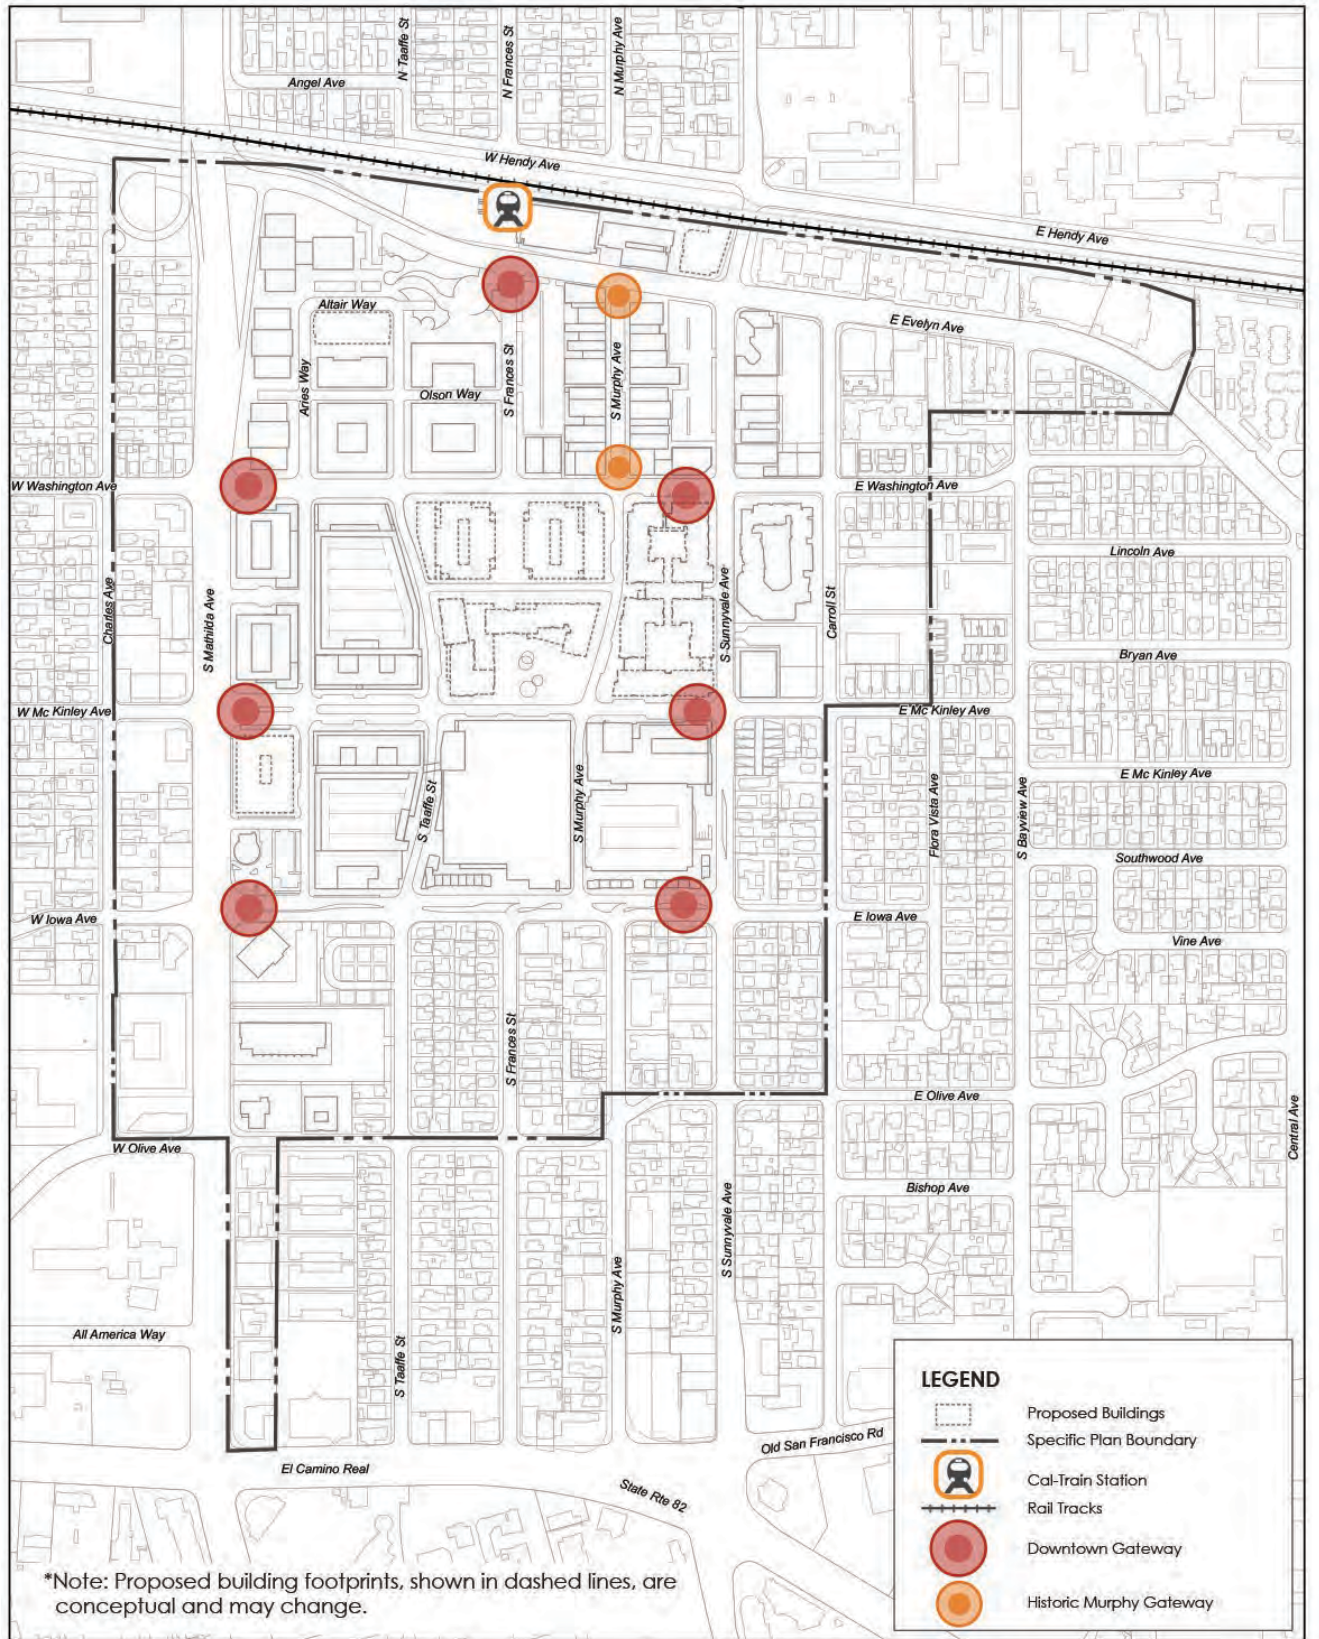 N Taaffe St
N Frances St
N Murphy Ave
Angel Ave
W Hendy Ave
E Hendy Ave
Altair Way
E Evelyn Ave
Aries Way
S Frances St
S Murphy Ave
Olson Way
W Washington Ave
E Washington Ave
Lincoln Ave
Charles Ave
S Mathilda Ave
S Sunnyvale Ave
Carroll St
Bryan Ave
W Mc Kinley Ave
E Mc Kinley Ave
E Mc Kinley Ave
S Taaffe St
S Murphy Ave
Flora Vista Ave
S Bayview Ave
Southwood Ave
W Iowa Ave
E Iowa Ave
Vine Ave
S Frances St
E Olive Ave
Central Ave
W Olive Ave
Bishop Ave
S Sunnyvale Ave
S Murphy Ave
All America Way
S Taaffe St
Old San Francisco Rd
El Camino Real
State Rte 82
LEGEND
Proposed Buildings
Specific Plan Boundary
Cal-Train Station
Rail Tracks
Downtown Gateway
Historic Murphy Gateway
*Note: Proposed building footprints, shown in dashed lines, are
conceptual and may change.